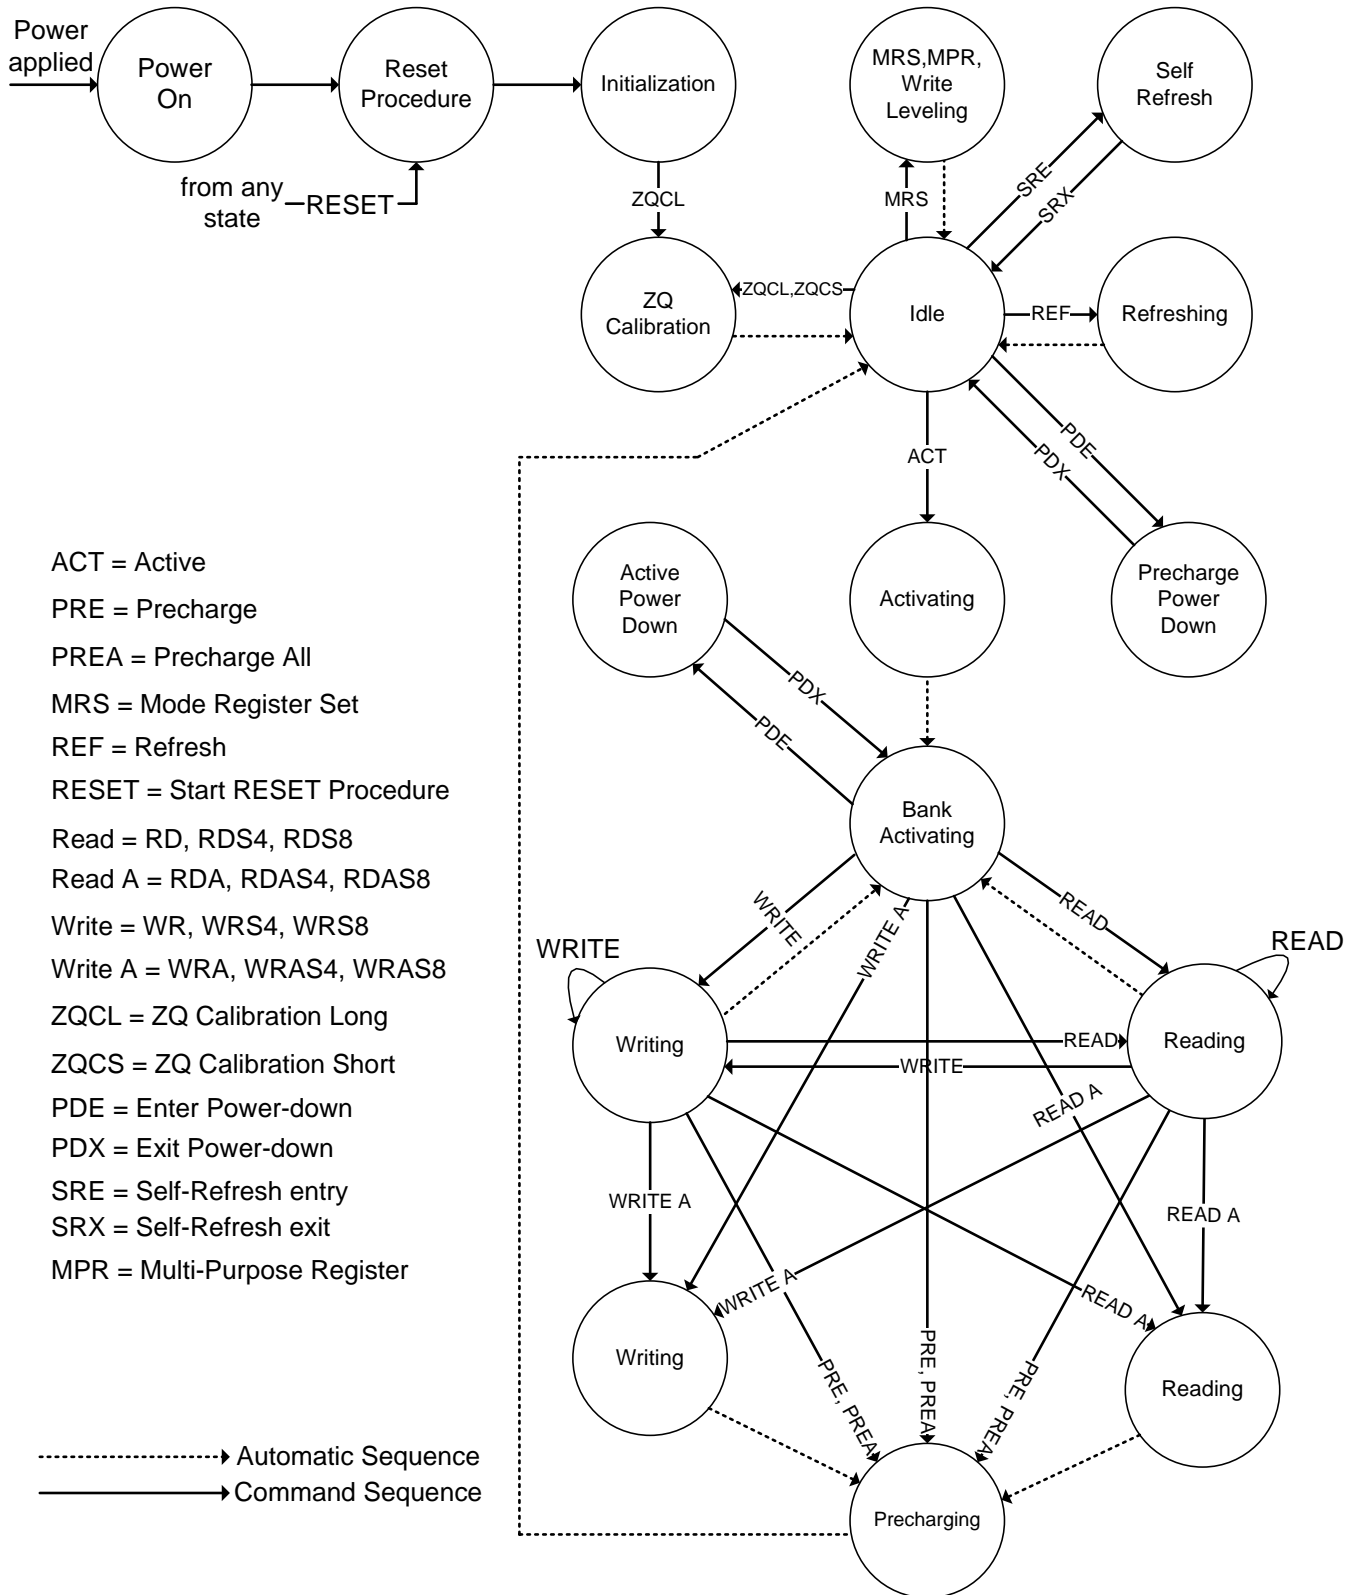 Power
applied
Power
On
Reset
Procedure
Initialization
MRS,MPR,
Write
Leveling
Self
Refresh
from any
state
RESET
ZQCL
MRS
SRE
SRX
ZQ
Calibration
ZQCL,ZQCS
Idle
REF
Refreshing
ACT
PDE
PDX
Active
Power
Down
Activating
Precharge
Power
Down
PDX
PDE
Bank
Activating
ACT = Active
PRE = Precharge
PREA = Precharge All
MRS = Mode Register Set
REF = Refresh
RESET = Start RESET Procedure
Read = RD, RDS4, RDS8
Read A = RDA, RDAS4, RDAS8
Write = WR, WRS4, WRS8
Write A = WRA, WRAS4, WRAS8
ZQCL = ZQ Calibration Long
ZQCS = ZQ Calibration Short
PDE = Enter Power-down
PDX = Exit Power-down
SRE = Self-Refresh entry
SRX = Self-Refresh exit
MPR = Multi-Purpose Register
WRITE
WRITE A
READ
WRITE
READ
Writing
READ
Reading
WRITE
READ A
WRITE A
READ A
WRITE A
READ A
Writing
PRE, PREA
PRE, PREA
PRE, PREA
Reading
Precharging
Automatic Sequence
Command Sequence